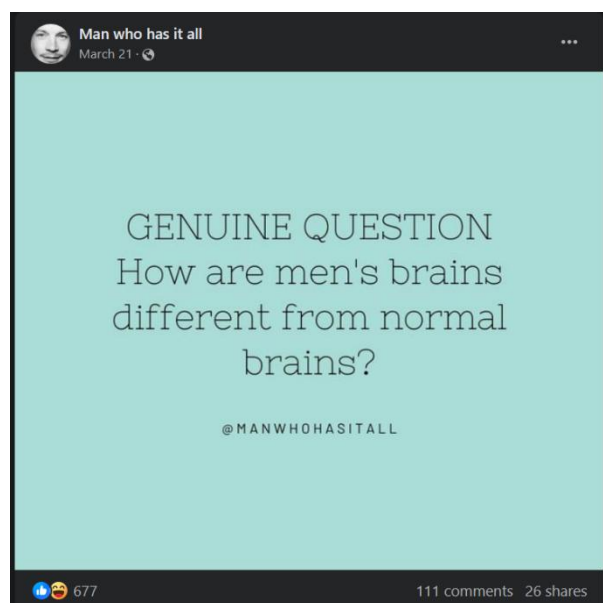 Man who has it all
March 21 ·
•••
GENUINE QUESTION
How are men's brains
different from normal
brains?
@MANWHOHASITALL
677
111 comments 26 shares